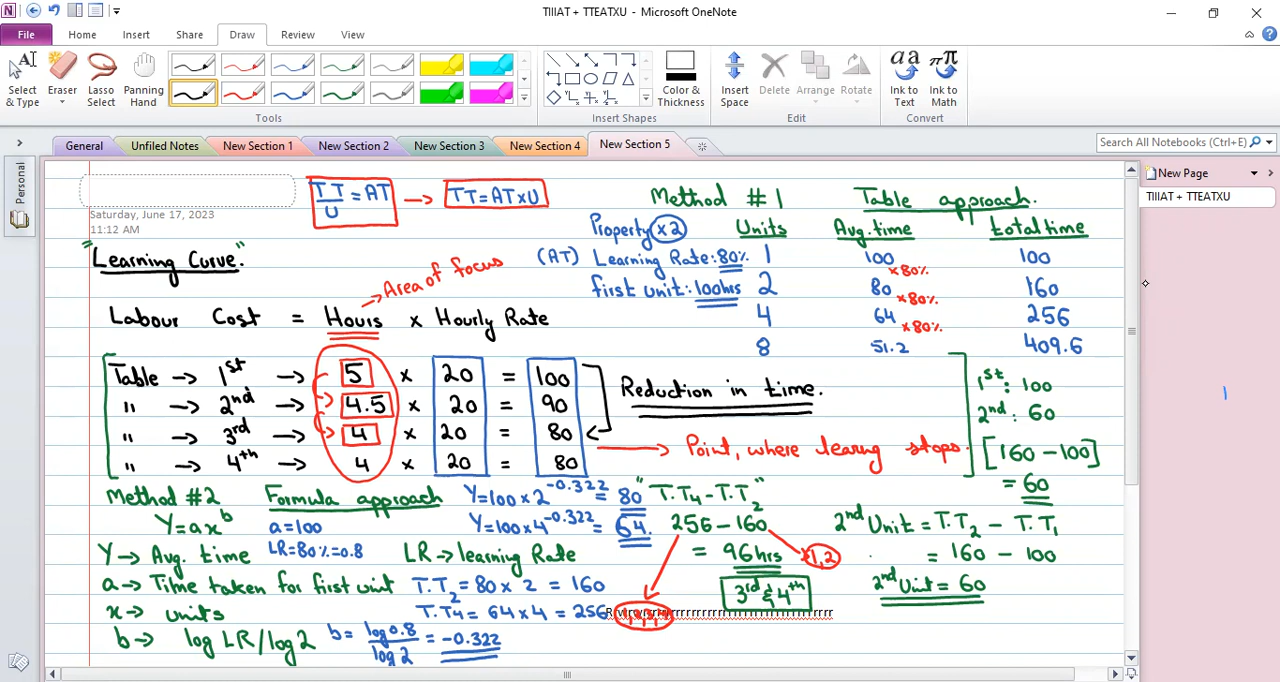 TIIIAT + TTEATXU - Microsoft OneNote
File Home Insert Draw Review View
Select & Type
Eraser
Lasso Select
Panning Hand
Color & Thickness
Insert Space
Delete
Arrange
Rotate
Ink to Text
Ink to Math
Tools
Insert Shapes
Edit
Convert
General Unfiled Notes New Section 1 New Section 2 New Section 3 New Section 4 New Section 5
Search All Notebooks (Ctrl+E)
Personal
New Page
TIIIAT + TTEATXU
Saturday, June 17, 2023
11:12 AM
TT/U = AT → TT = AT x U
"Learning Curve"
→ Area of focus
Labour Cost = Hours x Hourly Rate
Table → 1st → 5 x 20 = 100
" → 2nd → 4.5 x 20 = 90
" → 3rd → 4 x 20 = 80
" → 4th → 4 x 20 = 80
Reduction in time.
→ Point, where learing stops.
Method # 1 Table approach.
Property x2 Units Avg. time total time
(AT) Learning Rate: 80% 1 100 100
x 80%
first unit: 100hrs 2 80 160
x 80%
4 64 256
x 80%
8 51.2 409.6
1st: 100
2nd: 60
[160 - 100]
= 60
Method #2 Formula approach
Y = ax^b a = 100
Y → Avg. time LR = 80% = 0.8 LR → learning Rate
a → Time taken for first unit
x → units
b → log LR / log 2 b = log 0.8 / log 2 = -0.322
Y = 100 x 2^-0.322 = 80
Y = 100 x 4^-0.322 = 64
T.T2 = 80 x 2 = 160
T.T4 = 64 x 4 = 256
"T.T4 - T.T2"
256 - 160
= 96hrs
1,2
3rd & 4th
2nd Unit = T.T2 - T.T1
= 160 - 100
2nd Unit = 60